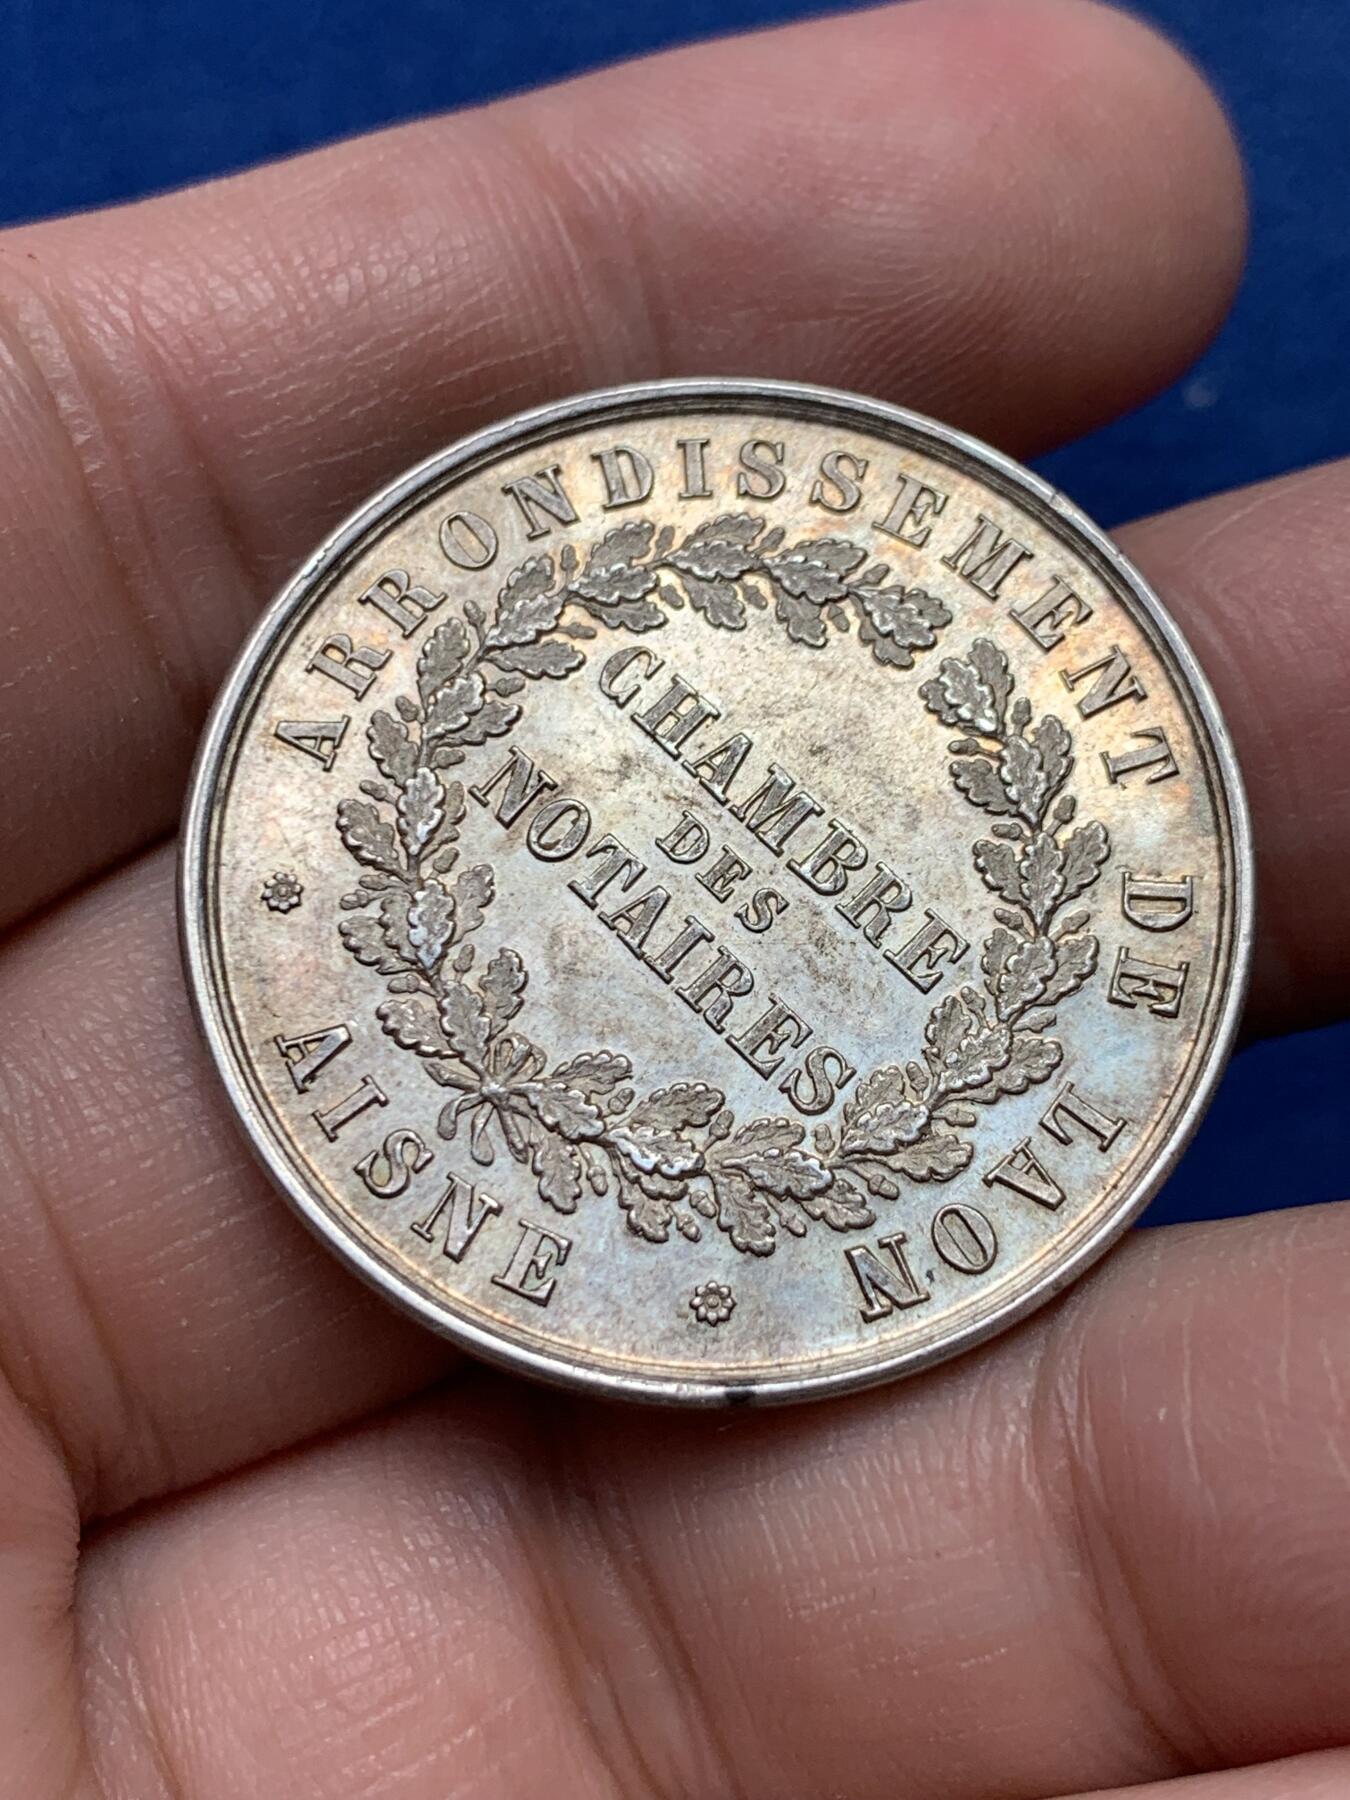 ARRONDISSEMENT DE LAON
CHAMBRE
DES
NOTAIRES
AISNE